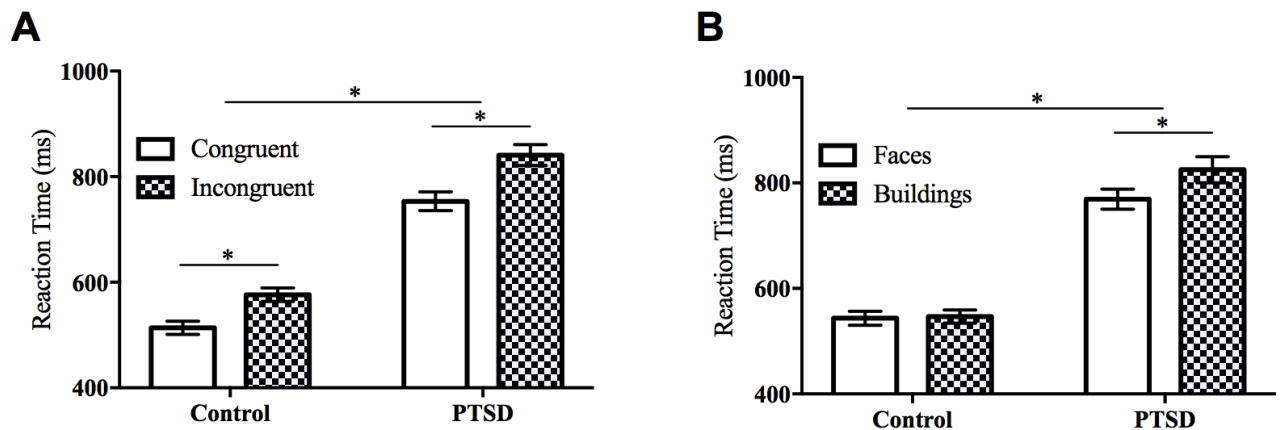 A
Reaction Time (ms)
1000
800
600
400
Congruent
Incongruent
*
*
*
Control
PTSD
B
Reaction Time (ms)
1000
800
600
400
Faces
Buildings
*
*
Control
PTSD